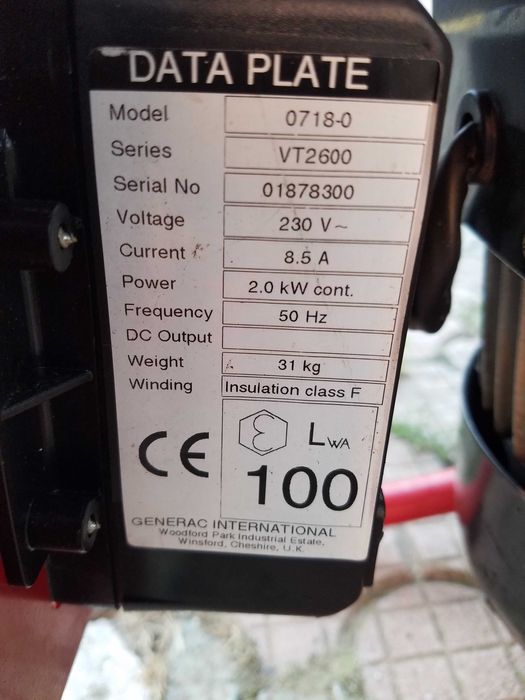 DATA PLATE
Model 0718-0
Series VT2600
Serial No 01878300
Voltage 230 V~
Current 8.5 A
Power 2.0 kW cont.
Frequency 50 Hz
DC Output
Weight 31 kg
Winding Insulation class F
CE
ε LWA
100
GENERAC INTERNATIONAL
Woodford Park Industrial Estate,
Winsford, Cheshire, U.K.